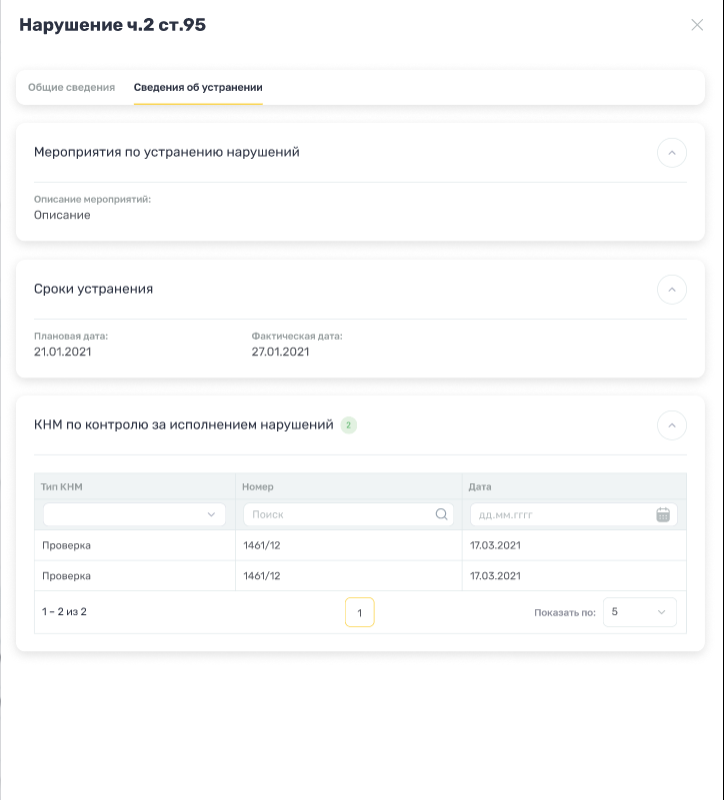 Нарушение ч.2 ст.95
Общие сведения Сведения об устранении
Мероприятия по устранению нарушений
Описание мероприятий:
Описание
Сроки устранения
Плановая дата: Фактическая дата:
21.01.2021 27.01.2021
КНМ по контролю за исполнением нарушений 2
Тип КНМ Номер Дата
Поиск дд.мм.гггг
Проверка 1461/12 17.03.2021
Проверка 1461/12 17.03.2021
1 – 2 из 2 1 Показать по: 5